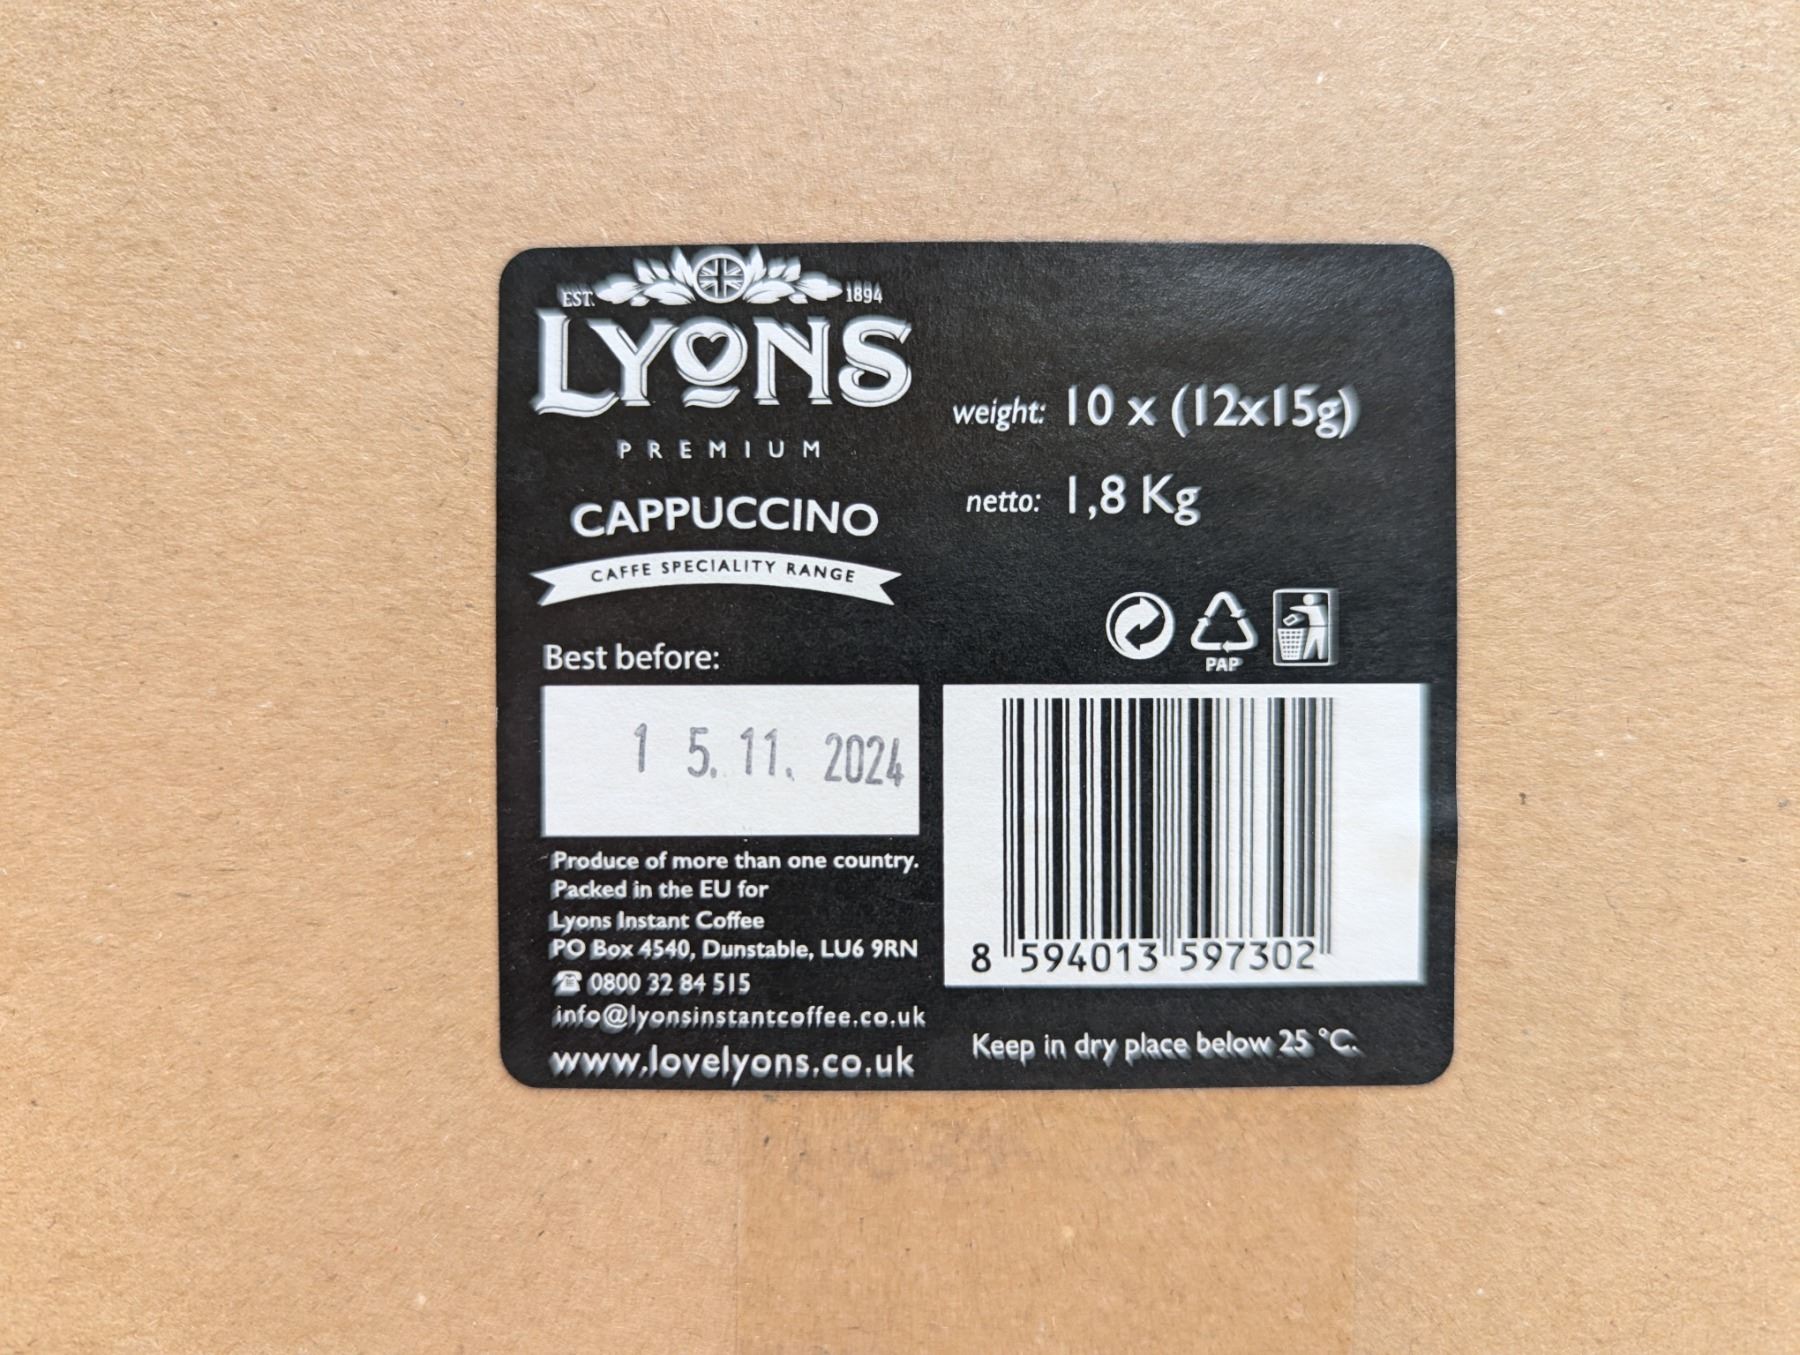 EST. 1894
LYONS
PREMIUM
CAPPUCCINO
CAFFE SPECIALITY RANGE
weight: 10 x (12x15g)
netto: 1,8 Kg
PAP
Best before:
1 5. 11. 2024
Produce of more than one country.
Packed in the EU for
Lyons Instant Coffee
PO Box 4540, Dunstable, LU6 9RN
☎ 0800 32 84 515
info@lyonsinstantcoffee.co.uk
www.lovelyons.co.uk
8 594013 597302
Keep in dry place below 25 °C.